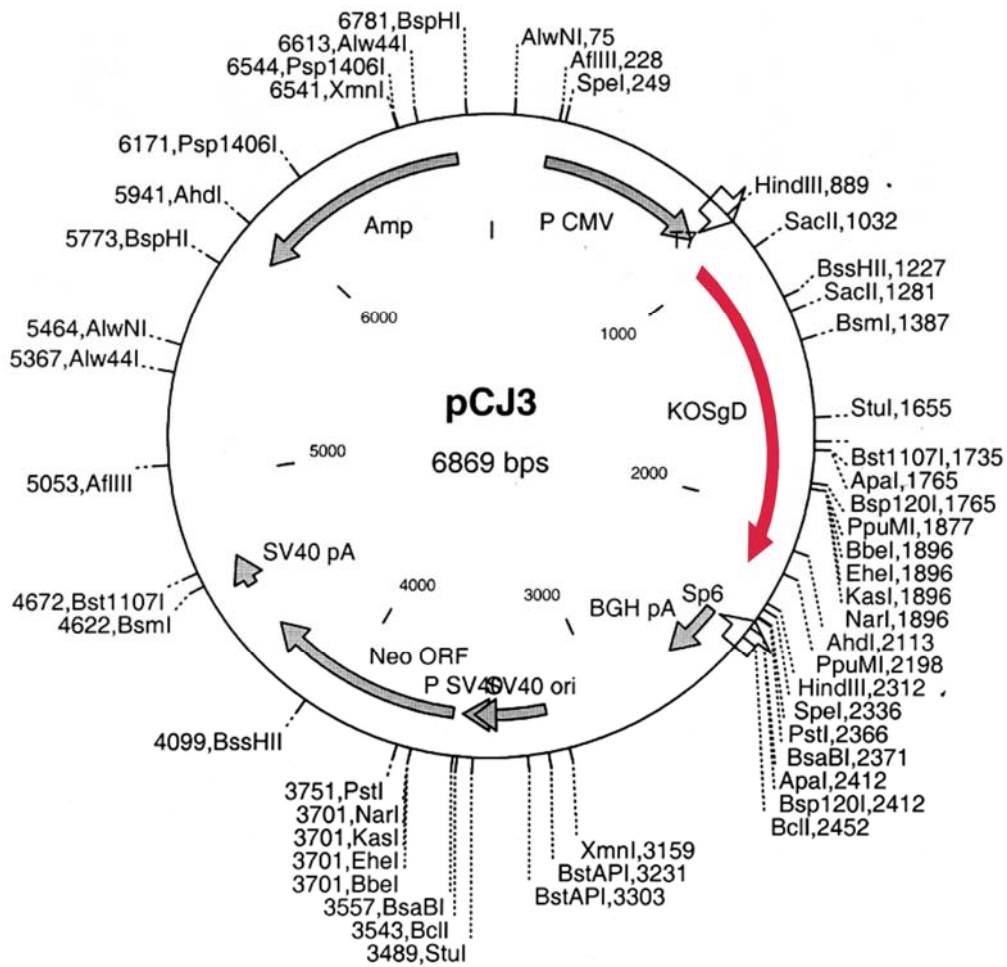 6781,BspHI
6613,Alw44I
6544,Psp1406I
6541,XmnI
6171,Psp1406I
5941,AhdI
5773,BspHI
5464,AlwNI
5367,Alw44I
5053,AflIII
4672,Bst1107I
4622,BsmI
4099,BssHII
3751,PstI
3701,NarI
3701,KasI
3701,EheI
3701,BbeI
3557,BsaBI
3543,BclI
3489,StuI
AlwNI,75
AflIII,228
SpeI,249
HindIII,889
SacII,1032
BssHII,1227
SacII,1281
BsmI,1387
StuI,1655
Bst1107I,1735
ApaI,1765
Bsp120I,1765
PpuMI,1877
BbeI,1896
EheI,1896
KasI,1896
NarI,1896
AhdI,2113
PpuMI,2198
HindIII,2312
SpeI,2336
PstI,2366
BsaBI,2371
ApaI,2412
Bsp120I,2412
BclI,2452
XmnI,3159
BstAPI,3231
BstAPI,3303
Amp
P CMV
6000
1000
pCJ3
6869 bps
KOSgD
5000
2000
SV40 pA
4000
3000
BGH pA
Sp6
Neo ORF
P SV40
SV40 ori